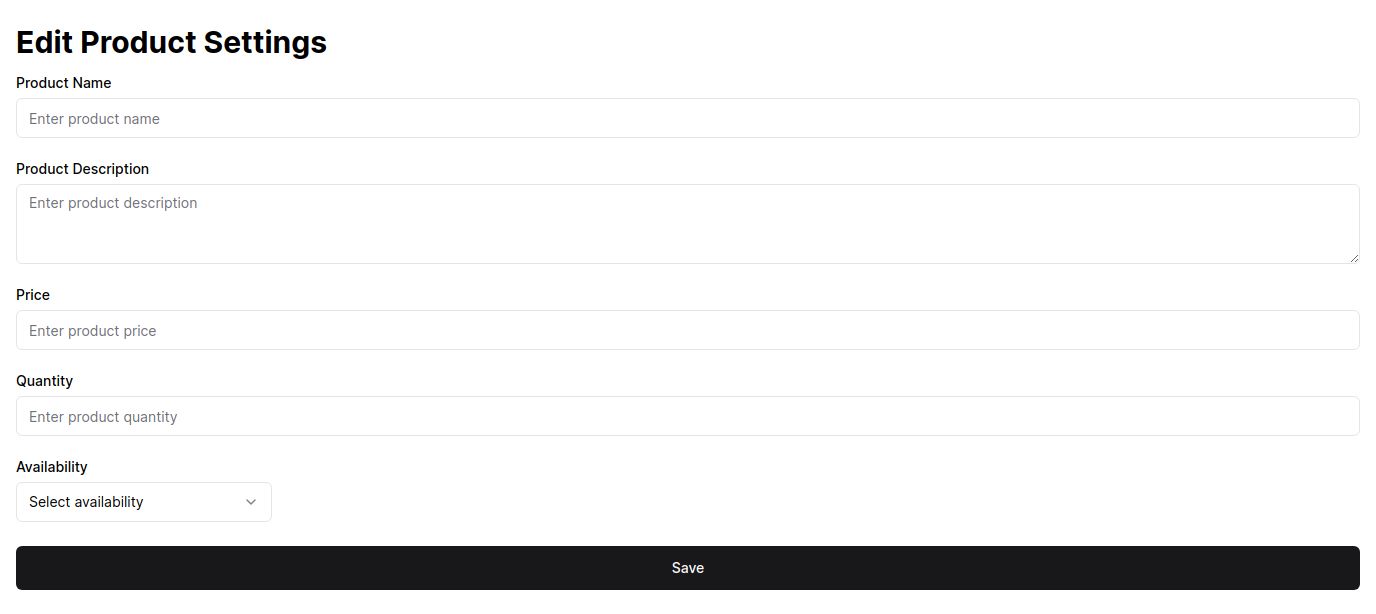 Edit Product Settings
Product Name
Enter product name
Product Description
Enter product description
Price
Enter product price
Quantity
Enter product quantity
Availability
Select availability
Save